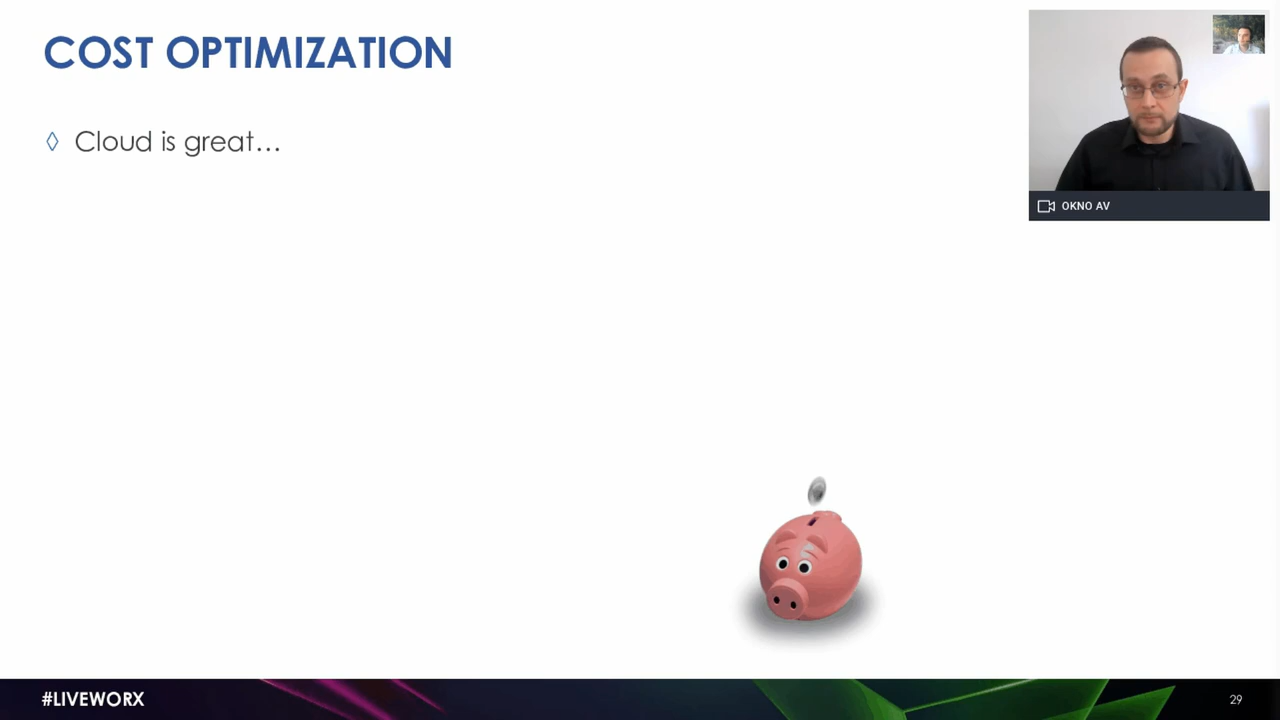 COST OPTIMIZATION
◊ Cloud is great…
OKNO AV
#LIVEWORX
29